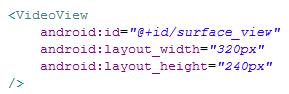 <VideoView
android:id="@+id/surface_view"
android:layout_width="320px"
android:layout_height="240px"
/>